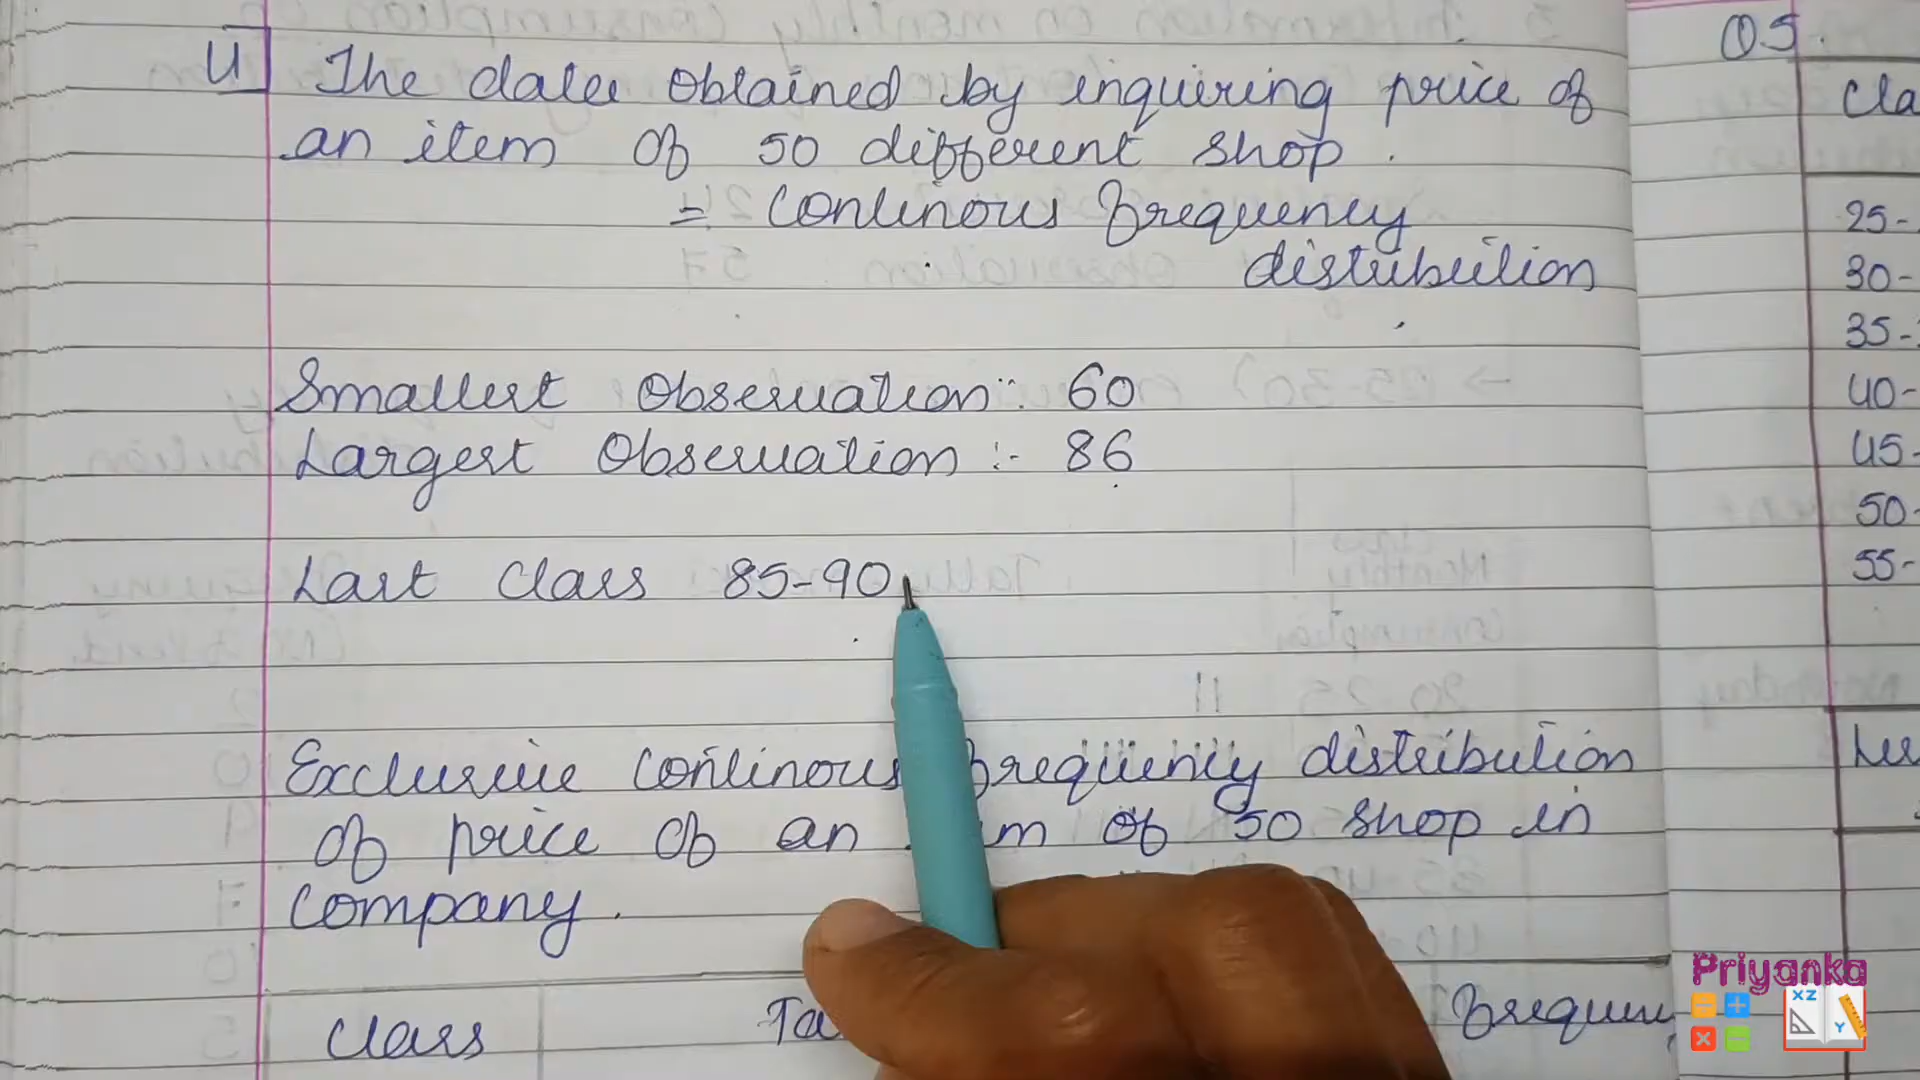 4
The data obtained by inquiring price of
an item of 50 different shop.
= continous frequency
distribution
Smallest Observation :- 60
Largest Observation :- 86
Last class 85-90
Exclusive continous frequency distribution
of price of an of 50 shop in
company.
Class Frequency
Q5.
25-
30-
35-
40-
45-
50-
55-
Priyanka
XZ
Y